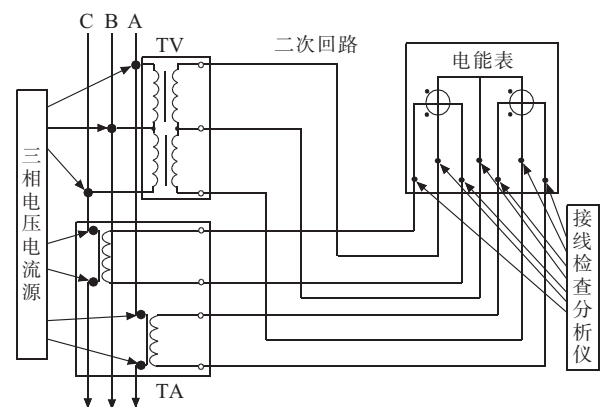 C B A
TV
二次回路
电能表
三相电压电流源
接线检查分析仪
TA